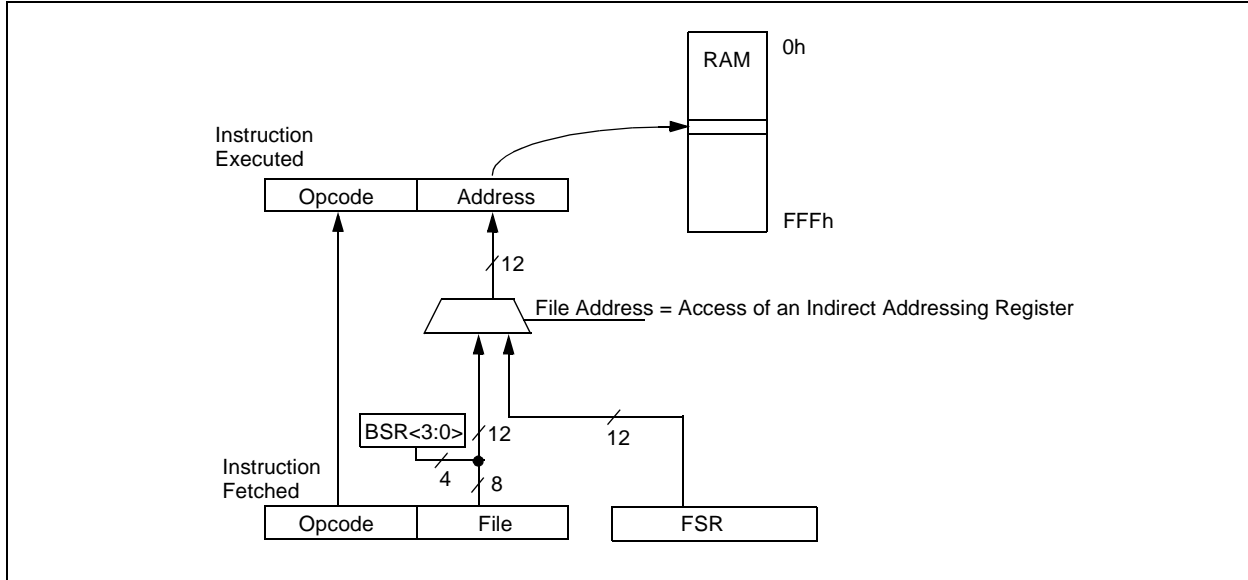 RAM
0h
Instruction
Executed
Opcode
Address
FFFh
12
File Address = Access of an Indirect Addressing Register
BSR<3:0>
12
12
Instruction
Fetched
4
8
Opcode
File
FSR